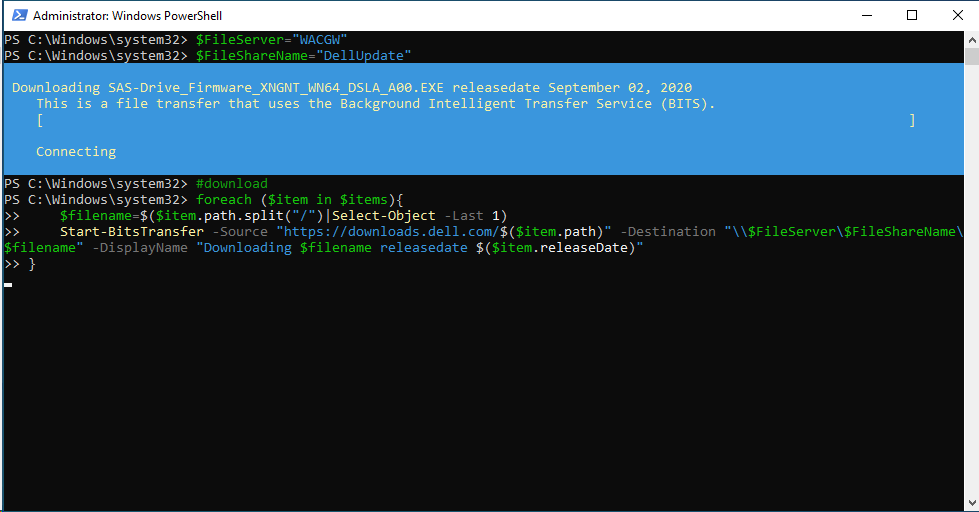 Administrator: Windows PowerShell
PS C:\Windows\system32> $FileServer="WACGW"
PS C:\Windows\system32> $FileShareName="DellUpdate"
Downloading SAS-Drive_Firmware_XNGNT_WN64_DSLA_A00.EXE releasedate September 02, 2020
This is a file transfer that uses the Background Intelligent Transfer Service (BITS).
[ ]
Connecting
PS C:\Windows\system32> #download
PS C:\Windows\system32> foreach ($item in $items){
>> $filename=$($item.path.split("/")|Select-Object -Last 1)
>> Start-BitsTransfer -Source "https://downloads.dell.com/$($item.path)" -Destination "\\$FileServer\$FileShareName\
$filename" -DisplayName "Downloading $filename releasedate $($item.releaseDate)"
>> }